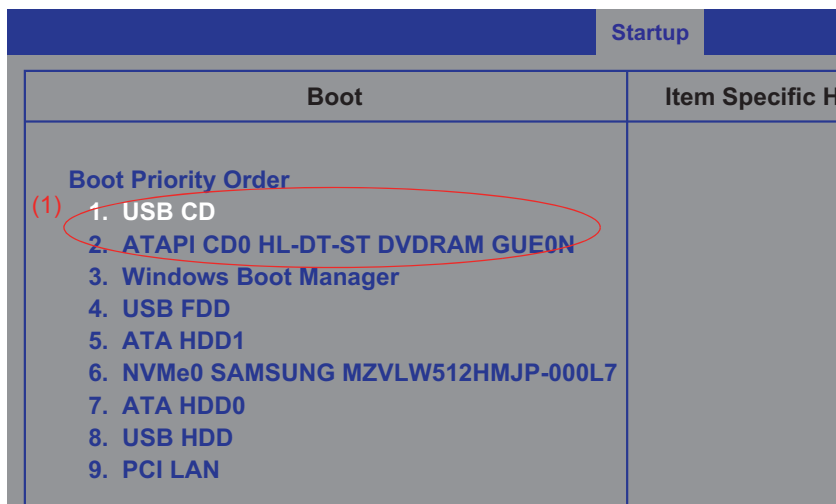 Startup
Boot
Item Specific H
Boot Priority Order
(1) 1. USB CD
2. ATAPI CD0 HL-DT-ST DVDRAM GUE0N
3. Windows Boot Manager
4. USB FDD
5. ATA HDD1
6. NVMe0 SAMSUNG MZVLW512HMJP-000L7
7. ATA HDD0
8. USB HDD
9. PCI LAN